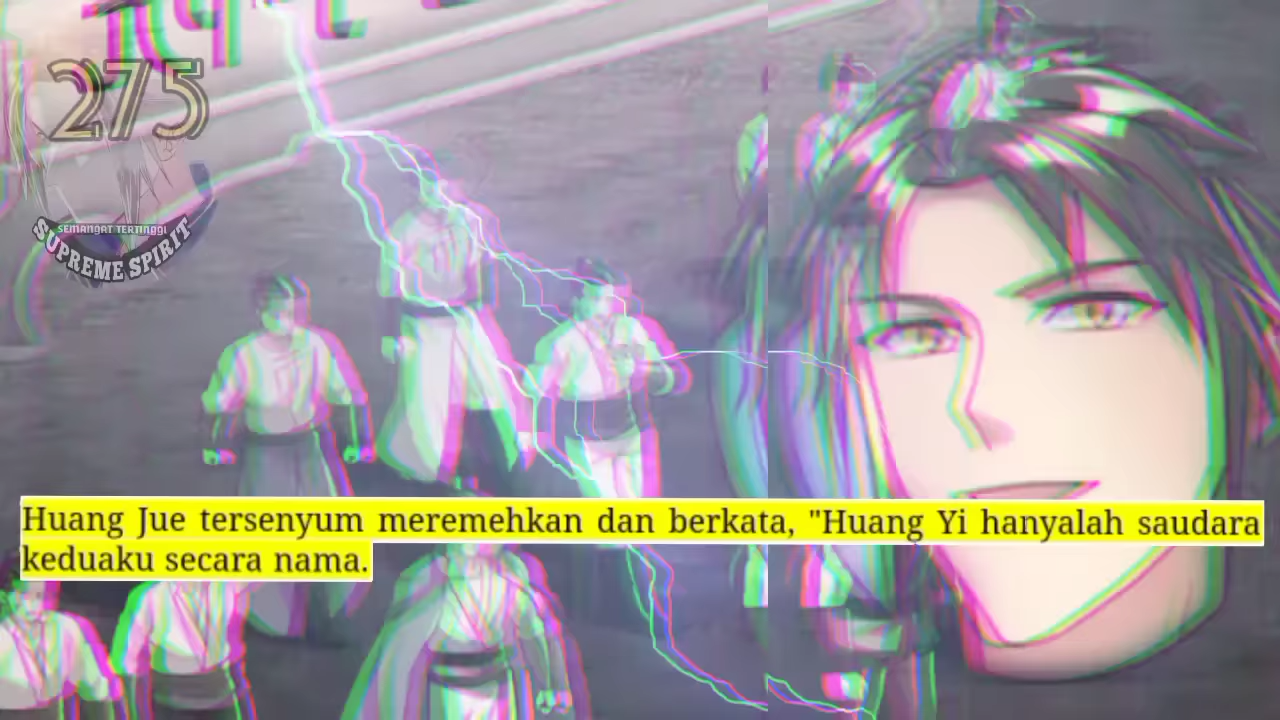 275
SEMANGAT TERTINGGI
SUPREME SPIRIT
Huang Jue tersenyum meremehkan dan berkata, "Huang Yi hanyalah saudara
keduaku secara nama.